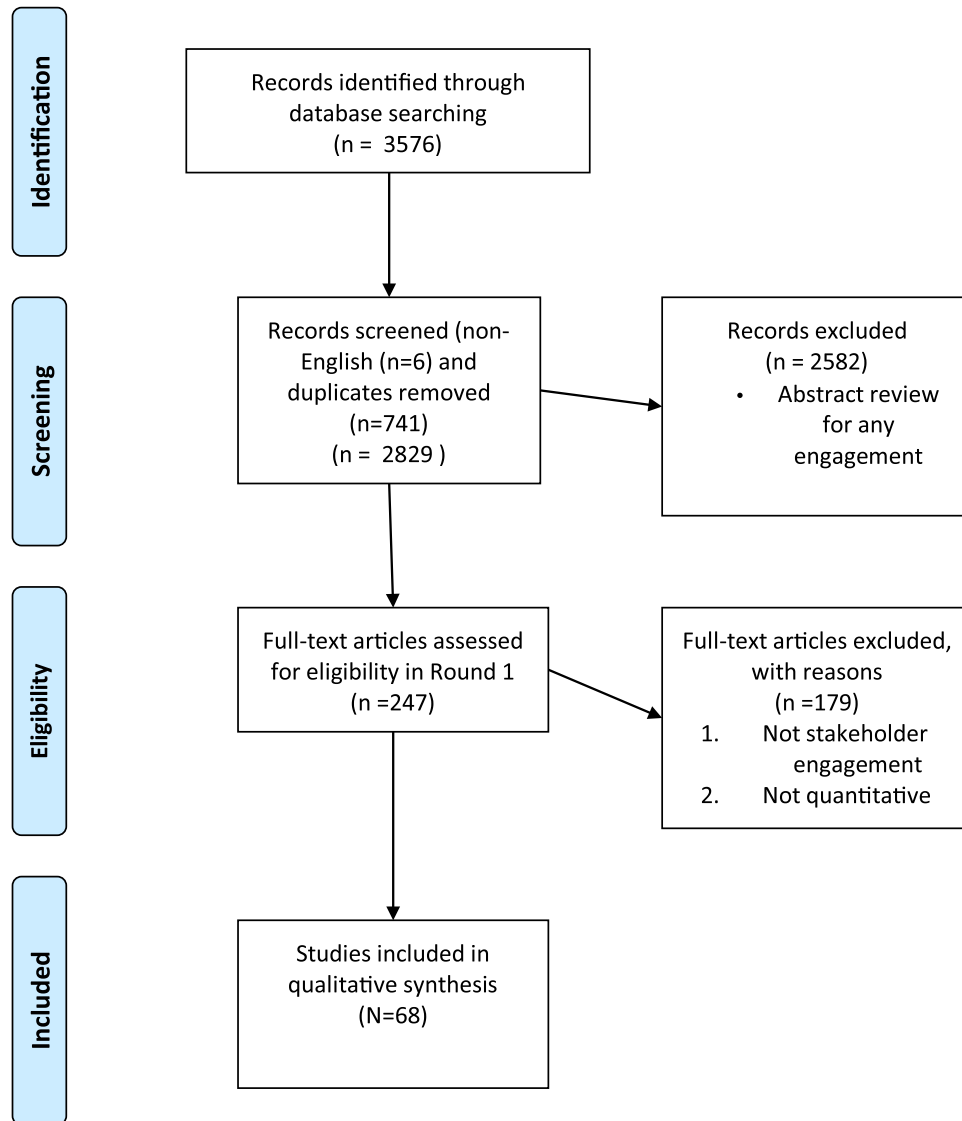 Identification
Records identified through
database searching
(n = 3576)
Screening
Records screened (non-
English (n=6) and
duplicates removed
(n=741)
(n = 2829 )
Records excluded
(n = 2582)
• Abstract review
for any
engagement
Eligibility
Full-text articles assessed
for eligibility in Round 1
(n =247)
Full-text articles excluded,
with reasons
(n =179)
1. Not stakeholder
engagement
2. Not quantitative
Included
Studies included in
qualitative synthesis
(N=68)